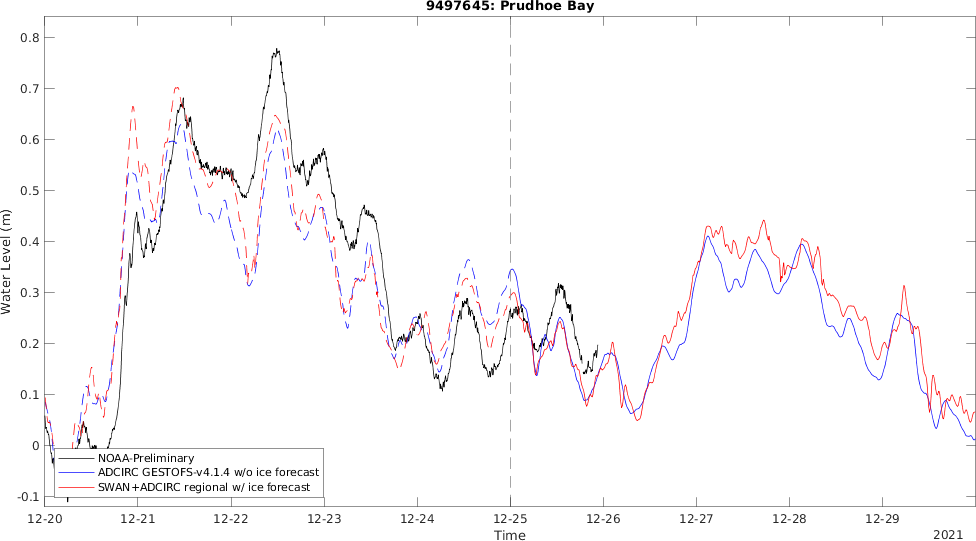 9497645: Prudhoe Bay
0.8
0.7
0.6
0.5
0.4
0.3
0.2
0.1
0
-0.1
Water Level (m)
NOAA-Preliminary
ADCIRC GESTOFS-v4.1.4 w/o ice forecast
SWAN+ADCIRC regional w/ ice forecast
12-20 12-21 12-22 12-23 12-24 12-25 12-26 12-27 12-28 12-29
Time
2021